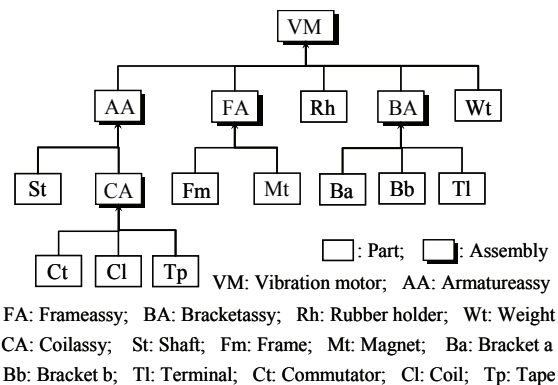 VM
AA FA Rh BA Wt
St CA Fm Mt Ba Bb Tl
Ct Cl Tp
: Part; : Assembly
VM: Vibration motor; AA: Armatureassy
FA: Frameassy; BA: Bracketassy; Rh: Rubber holder; Wt: Weight
CA: Coilassy; St: Shaft; Fm: Frame; Mt: Magnet; Ba: Bracket a
Bb: Bracket b; Tl: Terminal; Ct: Commutator; Cl: Coil; Tp: Tape